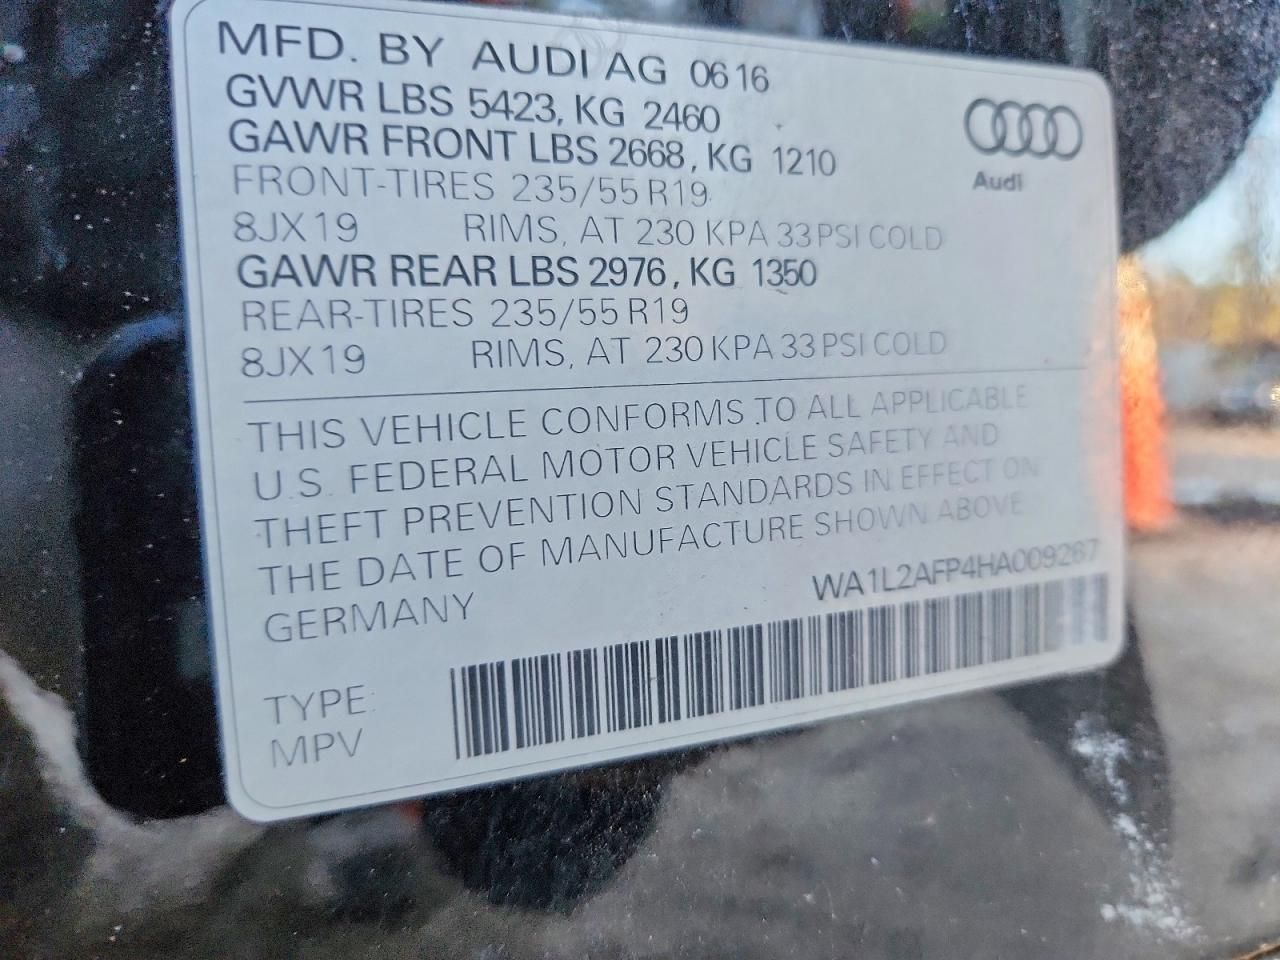 MFD. BY AUDI AG 06 16
GVWR LBS 5423, KG 2460
GAWR FRONT LBS 2668, KG 1210
FRONT-TIRES 235/55 R19
8JX19 RIMS, AT 230 KPA 33 PSI COLD
GAWR REAR LBS 2976, KG 1350
REAR-TIRES 235/55 R19
8JX19 RIMS, AT 230 KPA 33 PSI COLD
Audi
THIS VEHICLE CONFORMS TO ALL APPLICABLE
U.S. FEDERAL MOTOR VEHICLE SAFETY AND
THEFT PREVENTION STANDARDS IN EFFECT ON
THE DATE OF MANUFACTURE SHOWN ABOVE
GERMANY
WA1L2AFP4HA009267
TYPE:
MPV